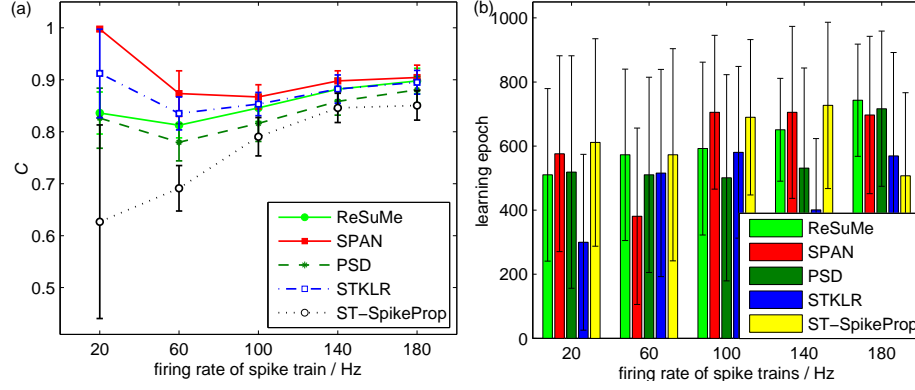 (a)
1
0.9
0.8
0.7
0.6
0.5
C
20
60
100
140
180
firing rate of spike train / Hz
ReSuMe
SPAN
PSD
STKLR
ST−SpikeProp
(b)
1000
800
600
400
200
0
learning epoch
20
60
100
140
180
firing rate of spike trains / Hz
ReSuMe
SPAN
PSD
STKLR
ST−SpikeProp